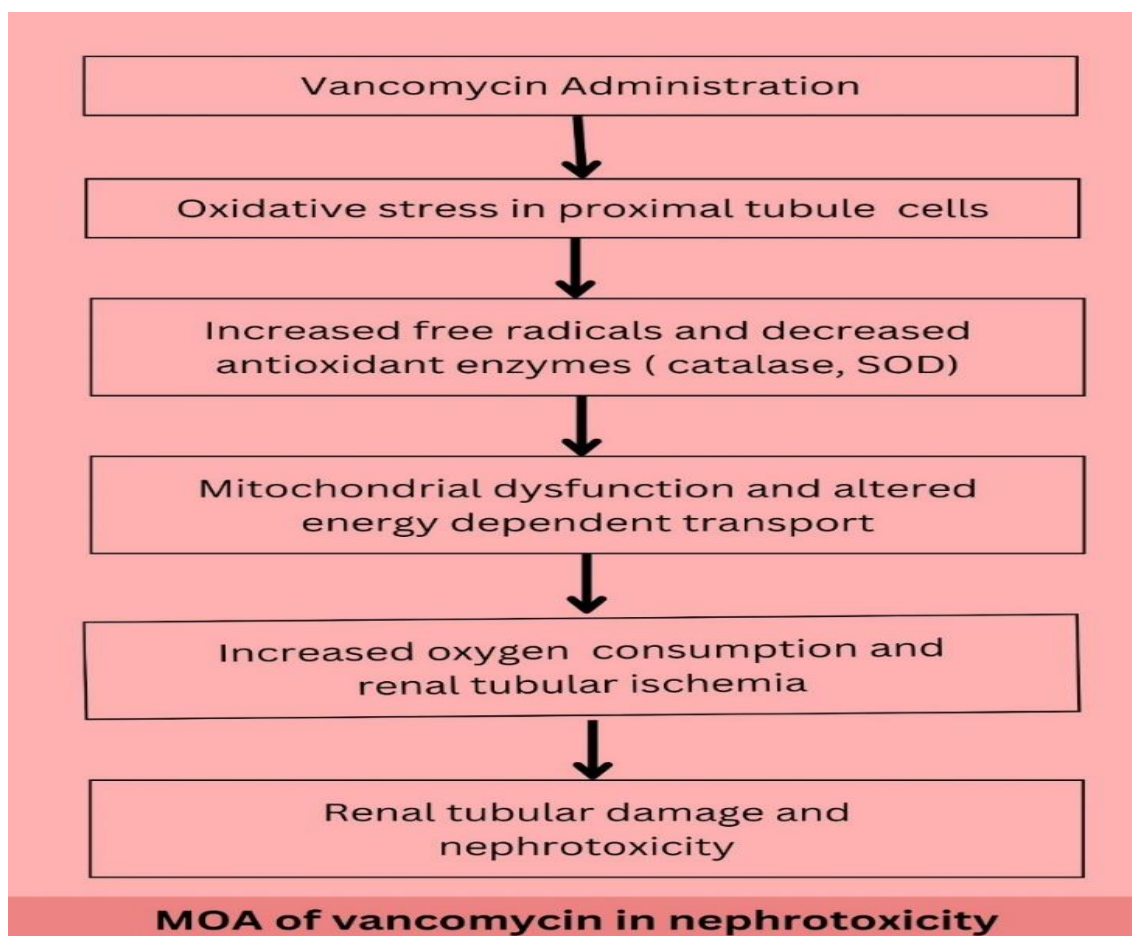 Vancomycin Administration
Oxidative stress in proximal tubule cells
Increased free radicals and decreased
antioxidant enzymes ( catalase, SOD)
Mitochondrial dysfunction and altered
energy dependent transport
Increased oxygen consumption and
renal tubular ischemia
Renal tubular damage and
nephrotoxicity
MOA of vancomycin in nephrotoxicity